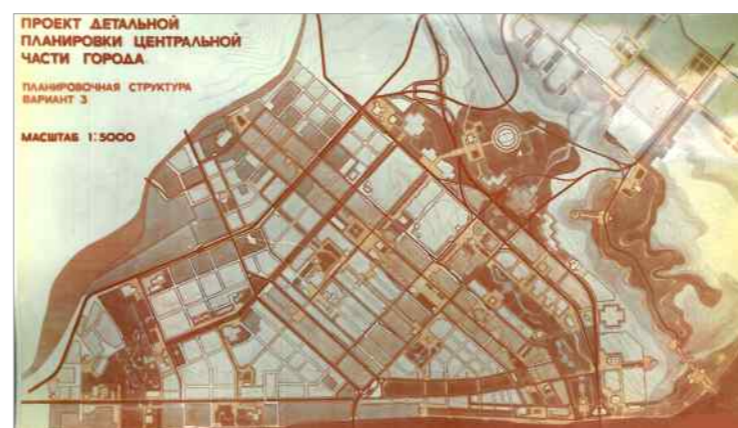 ПРОЕКТ ДЕТАЛЬНОЙ
ПЛАНИРОВКИ ЦЕНТРАЛЬНОЙ
ЧАСТИ ГОРОДА
ПЛАНИРОВОЧНАЯ СТРУКТУРА
ВАРИАНТ 3
МАСШТАБ 1:5000